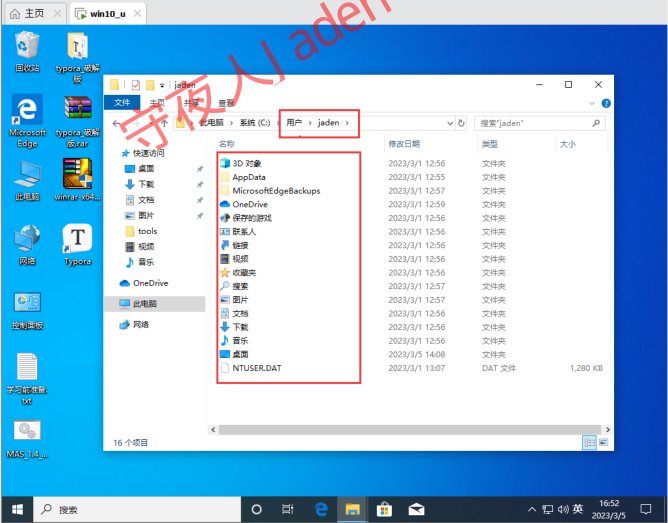 主页
win10_u
守夜人Jaden
回收站
typora_破解版
Microsoft Edge
typora_破解版.rar
此电脑
winrar-x64...
网络
Typora
控制面板
学习前准备.txt
MAS_1.4_...
jaden
文件
主页
共享
查看
此电脑 > 系统 (C:) > 用户 > jaden >
搜索"jaden"
快速访问
桌面
下载
文档
图片
tools
视频
音乐
OneDrive
此电脑
网络
名称 修改日期 类型 大小
3D 对象 2023/3/1 12:56 文件夹
AppData 2023/3/1 12:55 文件夹
MicrosoftEdgeBackups 2023/3/1 12:57 文件夹
OneDrive 2023/3/1 12:59 文件夹
保存的游戏 2023/3/1 12:56 文件夹
联系人 2023/3/1 12:56 文件夹
链接 2023/3/1 12:56 文件夹
视频 2023/3/1 12:56 文件夹
收藏夹 2023/3/1 12:56 文件夹
搜索 2023/3/1 12:57 文件夹
图片 2023/3/1 12:57 文件夹
文档 2023/3/1 12:56 文件夹
下载 2023/3/1 12:56 文件夹
音乐 2023/3/1 12:56 文件夹
桌面 2023/3/5 14:08 文件夹
NTUSER.DAT 2023/3/1 13:07 DAT 文件 1,280 KB
16 个项目
搜索
英
16:52
2023/3/5